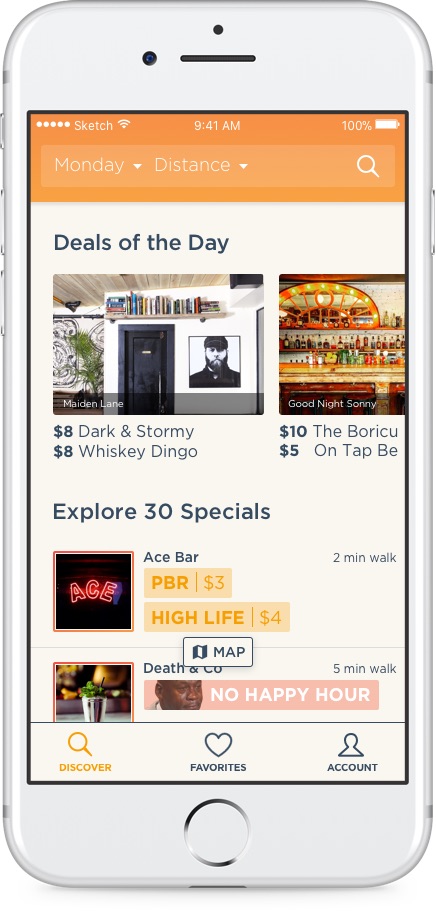 Sketch 9:41 AM 100%
Monday Distance
Deals of the Day
Maiden Lane
Good Night Sonny
$8 Dark & Stormy
$8 Whiskey Dingo
$10 The Boricu
$5 On Tap Be
Explore 30 Specials
Ace Bar
2 min walk
PBR | $3
HIGH LIFE | $4
ACE
MAP
Death & Co
5 min walk
NO HAPPY HOUR
DISCOVER
FAVORITES
ACCOUNT